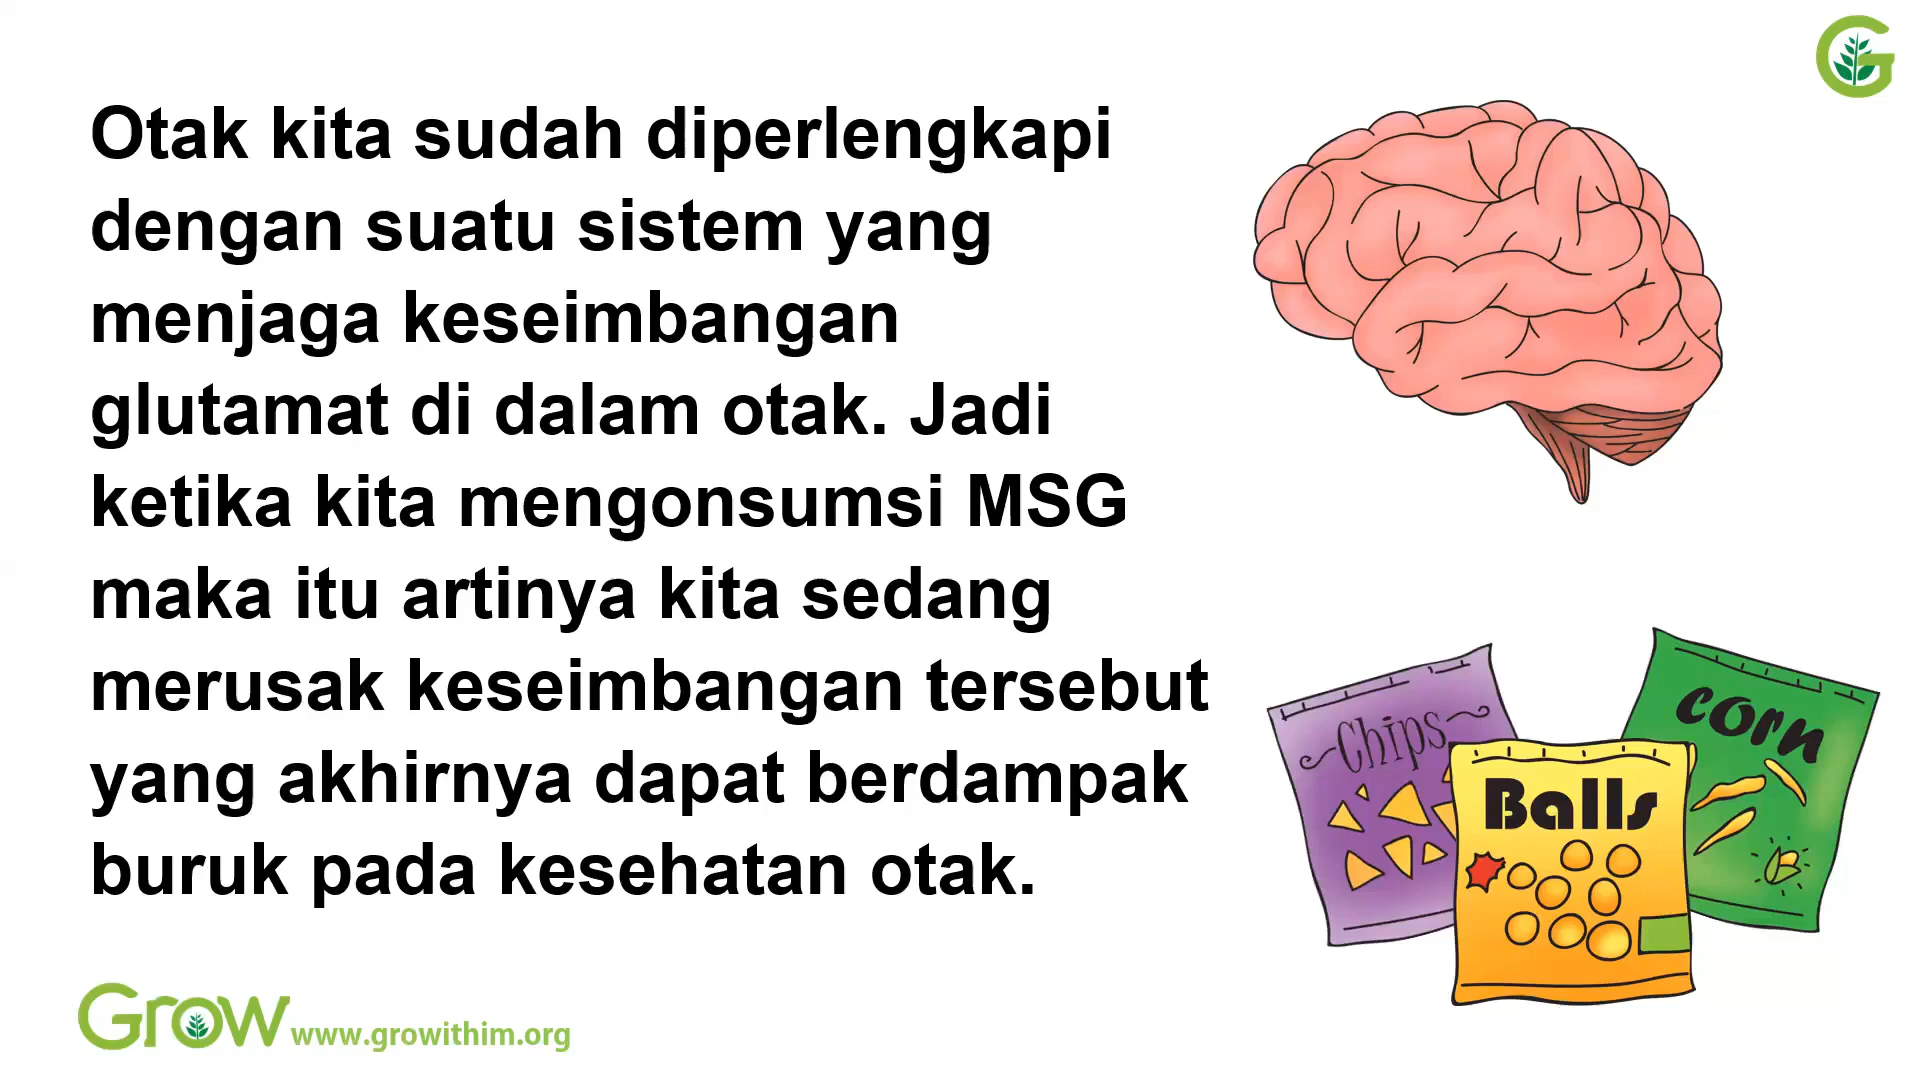 Otak kita sudah diperlengkapi
dengan suatu sistem yang
menjaga keseimbangan
glutamat di dalam otak. Jadi
ketika kita mengonsumsi MSG
maka itu artinya kita sedang
merusak keseimbangan tersebut
yang akhirnya dapat berdampak
buruk pada kesehatan otak.
Chips
Balls
corn
Grow www.growithim.org
G